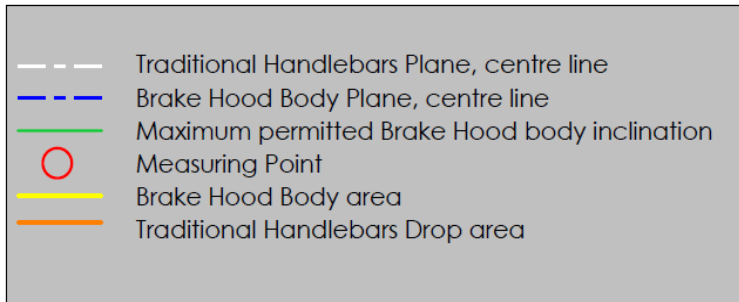 Traditional Handlebars Plane, centre line
Brake Hood Body Plane, centre line
Maximum permitted Brake Hood body inclination
Measuring Point
Brake Hood Body area
Traditional Handlebars Drop area